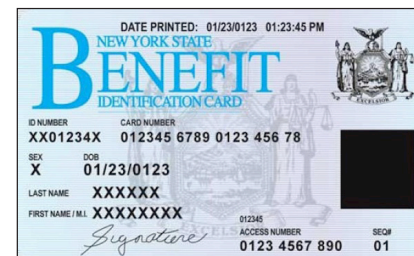 DATE PRINTED: 01/23/0123 01:23:45 PM
NEW YORK STATE
BENEFIT
IDENTIFICATION CARD
EXCELSIOR
ID NUMBER CARD NUMBER
XX01234X 012345 6789 0123 456 78
SEX DOB
X 01/23/0123
LAST NAME XXXXXX
FIRST NAME / M.I. XXXXXXXX
Signature
012345
ACCESS NUMBER SEQ#
0123 4567 890 01